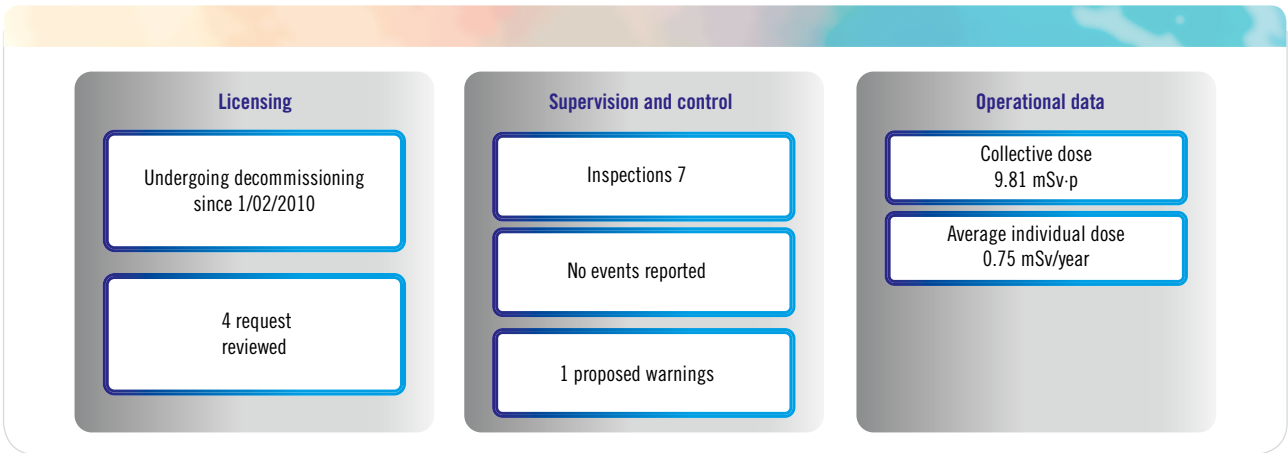 Licensing
Undergoing decommissioning
since 1/02/2010
4 request
reviewed
Supervision and control
Inspections 7
No events reported
1 proposed warnings
Operational data
Collective dose
9.81 mSv·p
Average individual dose
0.75 mSv/year